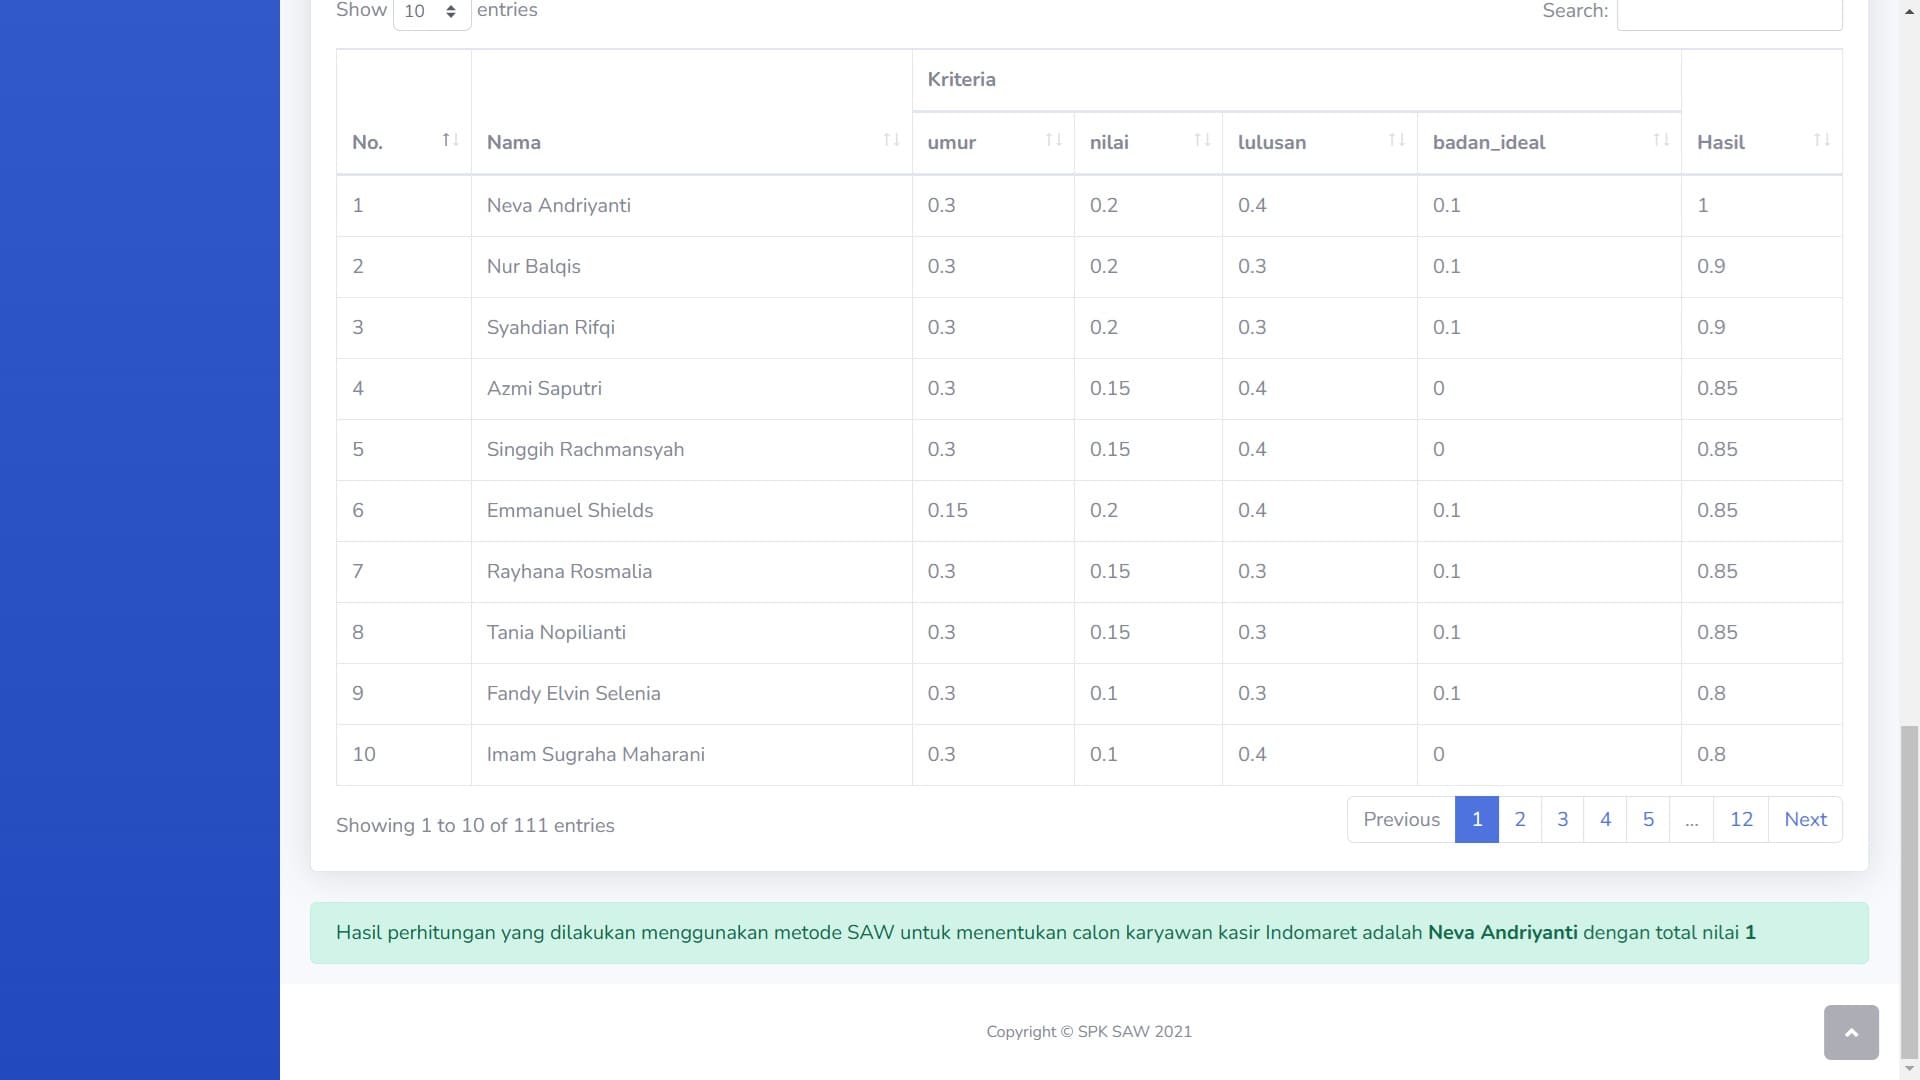 Show 10 entries Search:
Kriteria
No. Nama umur nilai lulusan badan_ideal Hasil
1 Neva Andriyanti 0.3 0.2 0.4 0.1 1
2 Nur Balqis 0.3 0.2 0.3 0.1 0.9
3 Syahdian Rifqi 0.3 0.2 0.3 0.1 0.9
4 Azmi Saputri 0.3 0.15 0.4 0 0.85
5 Singgih Rachmansyah 0.3 0.15 0.4 0 0.85
6 Emmanuel Shields 0.15 0.2 0.4 0.1 0.85
7 Rayhana Rosmalia 0.3 0.15 0.3 0.1 0.85
8 Tania Nopilianti 0.3 0.15 0.3 0.1 0.85
9 Fandy Elvin Selenia 0.3 0.1 0.3 0.1 0.8
10 Imam Sugraha Maharani 0.3 0.1 0.4 0 0.8
Showing 1 to 10 of 111 entries Previous 1 2 3 4 5 ... 12 Next
Hasil perhitungan yang dilakukan menggunakan metode SAW untuk menentukan calon karyawan kasir Indomaret adalah Neva Andriyanti dengan total nilai 1
Copyright © SPK SAW 2021